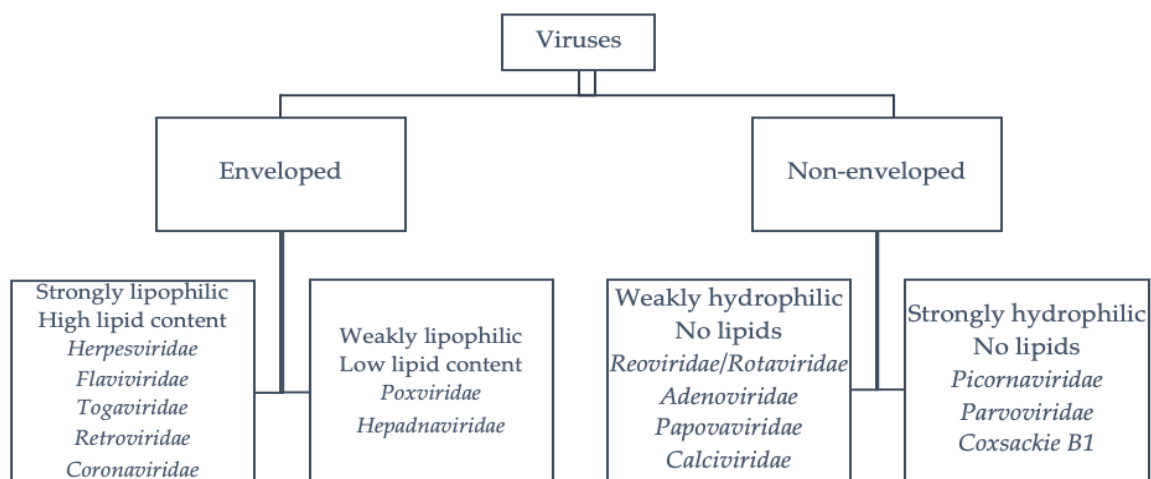 Viruses
Enveloped
Non-enveloped
Strongly lipophilic
High lipid content
Herpesviridae
Flaviviridae
Togaviridae
Retroviridae
Coronaviridae
Weakly lipophilic
Low lipid content
Poxviridae
Hepadnaviridae
Weakly hydrophilic
No lipids
Reoviridae/Rotaviridae
Adenoviridae
Papovaviridae
Calciviridae
Strongly hydrophilic
No lipids
Picornaviridae
Parvoviridae
Coxsackie B1